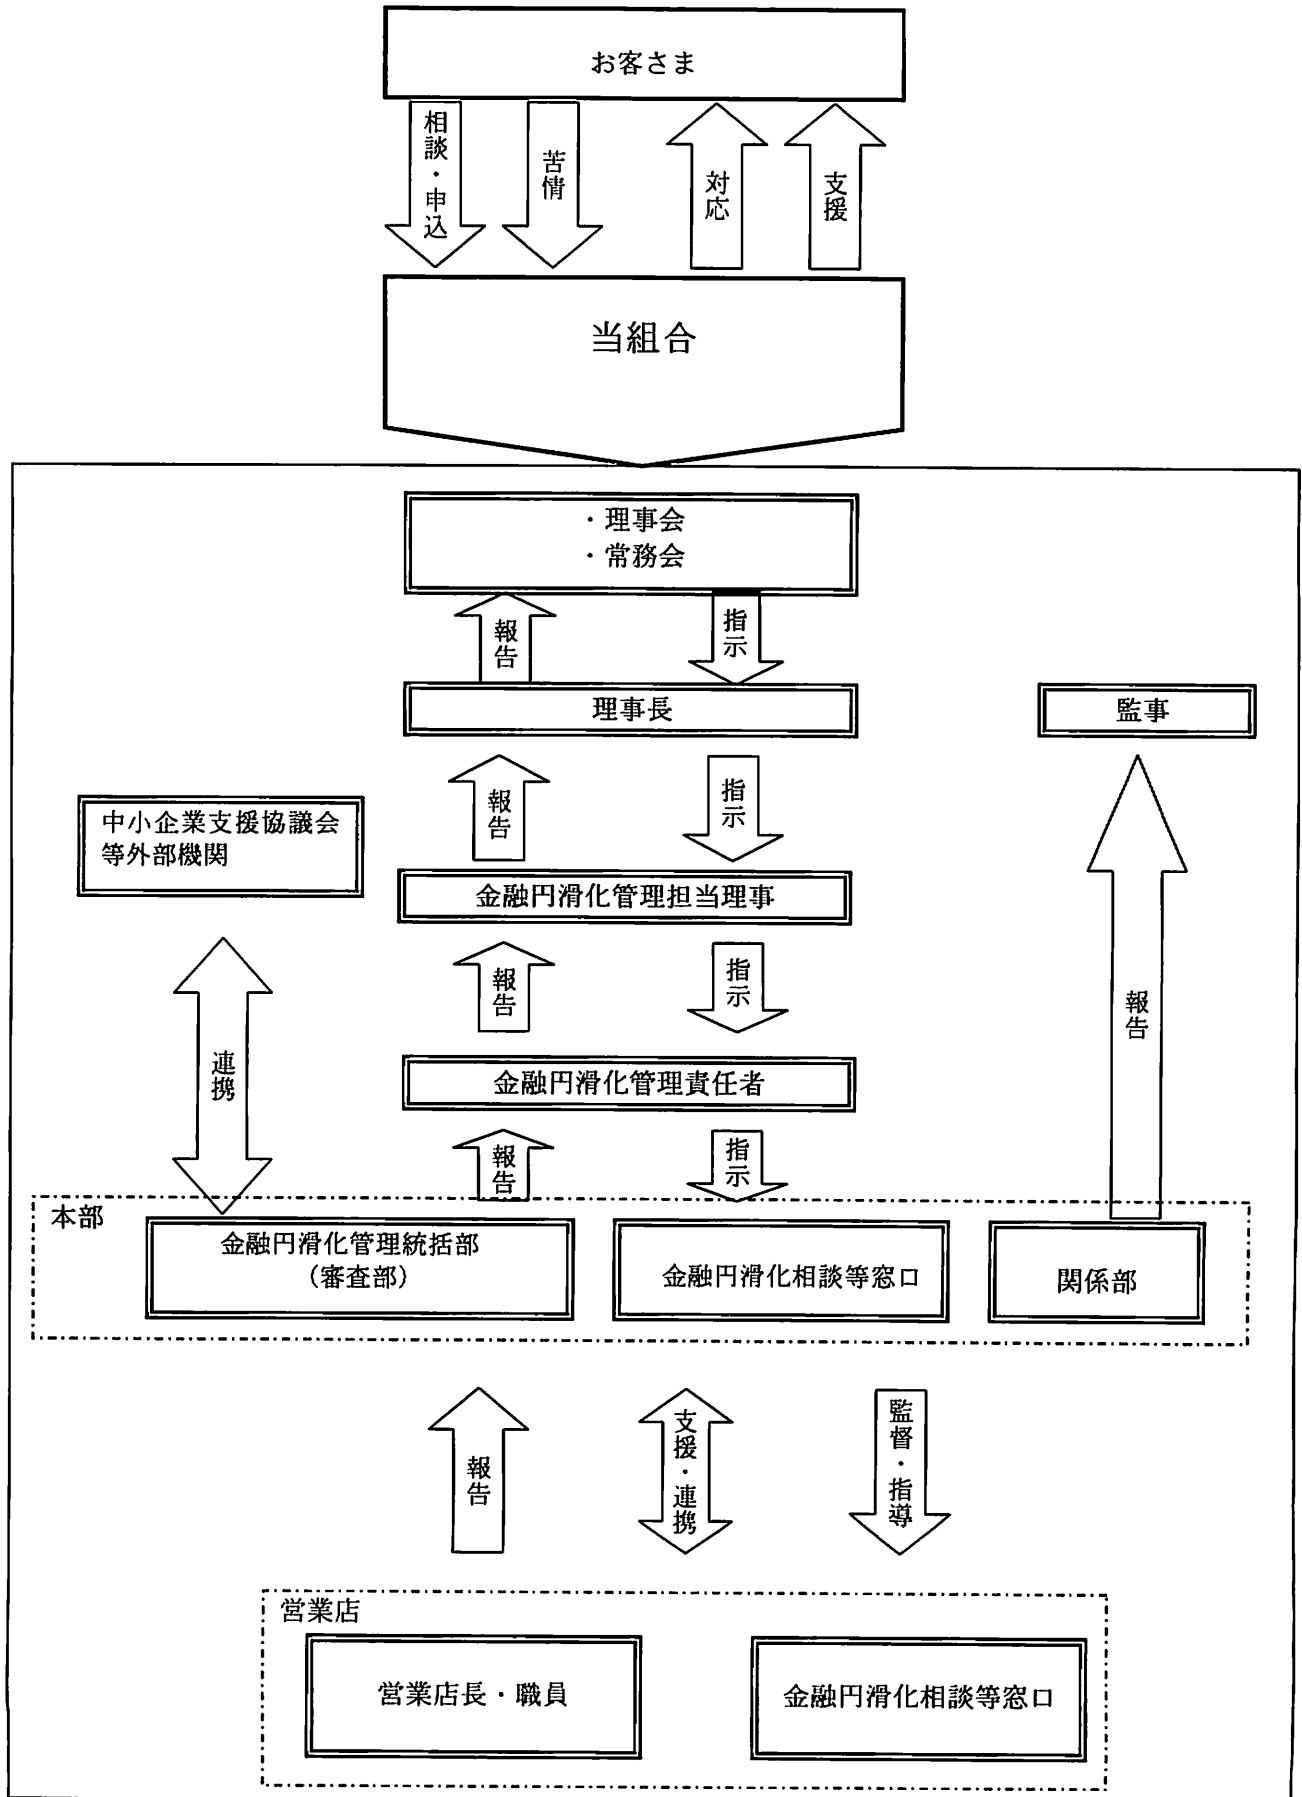 お客さま
相談・申込
苦情
対応
支援
当組合
・理事会
・常務会
報告
指示
理事長
監事
報告
指示
中小企業支援協議会
等外部機関
金融円滑化管理担当理事
報告
指示
報告
連携
金融円滑化管理責任者
報告
指示
本部
金融円滑化管理統括部
(審査部)
金融円滑化相談等窓口
関係部
報告
支援・連携
監督・指導
営業店
営業店長・職員
金融円滑化相談等窓口